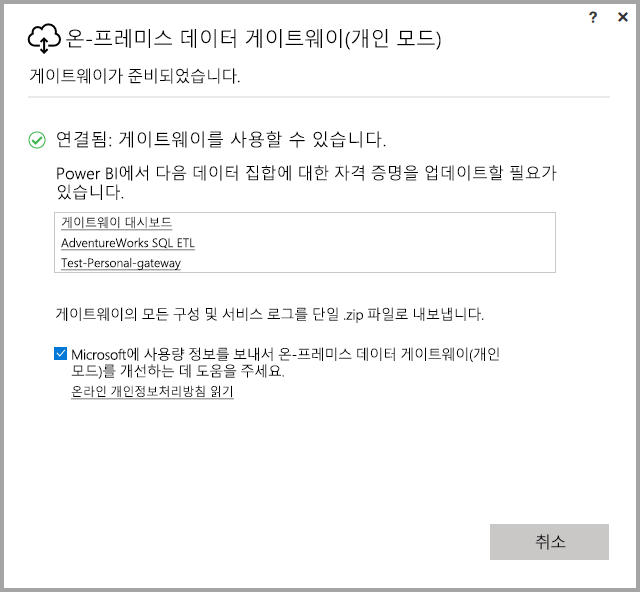 ? ×
온-프레미스 데이터 게이트웨이(개인 모드)
게이트웨이가 준비되었습니다.
연결됨: 게이트웨이를 사용할 수 있습니다.
Power BI에서 다음 데이터 집합에 대한 자격 증명을 업데이트할 필요가
있습니다.
게이트웨이 대시보드
AdventureWorks SQL ETL
Test-Personal-gateway
게이트웨이의 모든 구성 및 서비스 로그를 단일 .zip 파일로 내보냅니다.
Microsoft에 사용량 정보를 보내서 온-프레미스 데이터 게이트웨이(개인
모드)를 개선하는 데 도움을 주세요.
온라인 개인정보처리방침 읽기
취소